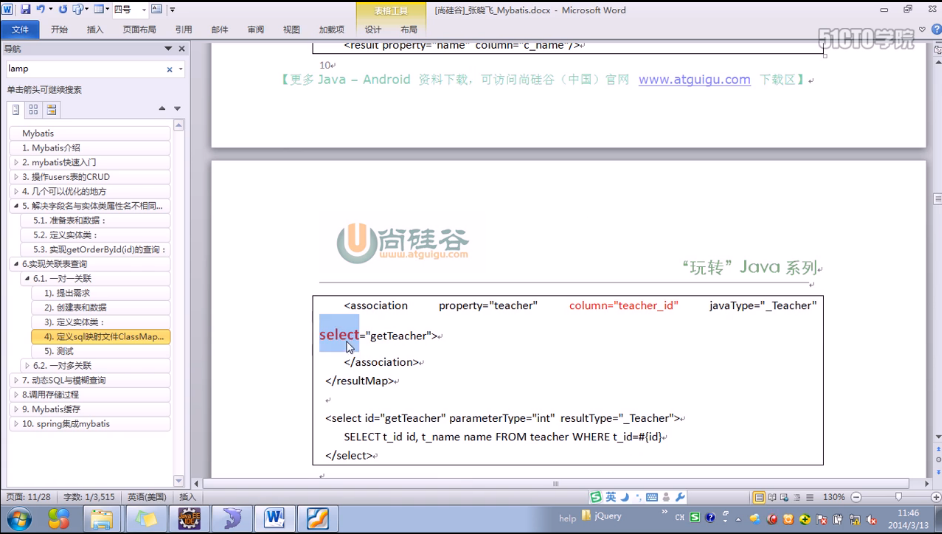 四号
表格工具
[尚硅谷]_张晓飞_Mybatis.docx - Microsoft Word
文件 开始 插入 页面布局 引用 邮件 审阅 视图 加载项 设计 布局
51CTO学院
导航
lamp
单击箭头可继续搜索
Mybatis
1. Mybatis介绍
2. mybatis快速入门
3. 操作users表的CRUD
4. 几个可以优化的地方
5. 解决字段名与实体类属性名不相同...
5.1. 准备表和数据：
5.2. 定义实体类：
5.3. 实现getOrderById(id)的查询：
6.实现关联表查询
6.1. 一对一关联
1). 提出需求
2). 创建表和数据
3). 定义实体类：
4). 定义sql映射文件ClassMap...
5). 测试
6.2. 一对多关联
7. 动态SQL与模糊查询
8.调用存储过程
9. Mybatis缓存
10. spring集成mybatis
<result property="name" column="c_name"/>
10
【更多 Java – Android 资料下载，可访问尚硅谷（中国）官网 www.atguigu.com 下载区】
尚硅谷
www.atguigu.com
“玩转” Java 系列
<association property="teacher" column="teacher_id" javaType="_Teacher"
select="getTeacher">
</association>
</resultMap>
<select id="getTeacher" parameterType="int" resultType="_Teacher">
SELECT t_id id, t_name name FROM teacher WHERE t_id=#{id}
</select>
页面: 11/28 字数: 1/3,515 英语(美国) 插入
英
130%
help jQuery
CH
11:46
2014/3/13